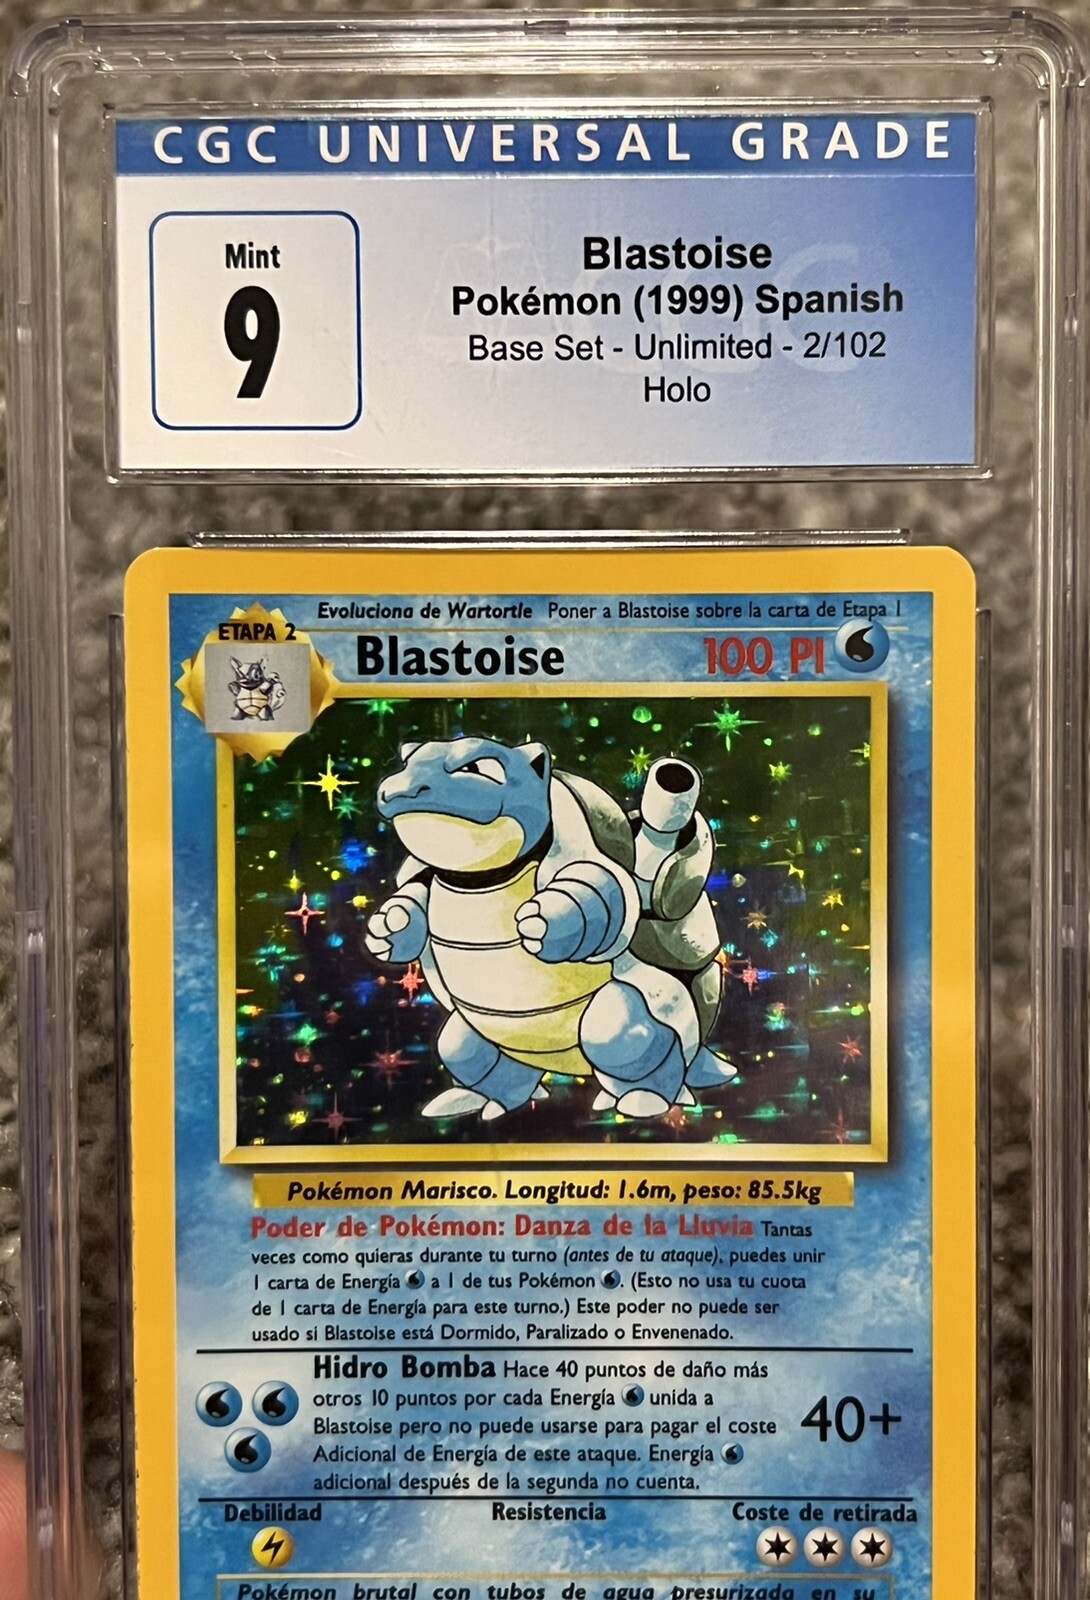 CGC UNIVERSAL GRADE
Mint
9
Blastoise
Pokémon (1999) Spanish
Base Set - Unlimited - 2/102
Holo
Evoluciona de Wartortle Poner a Blastoise sobre la carta de Etapa 1
ETAPA 2
Blastoise 100 PI
Pokémon Marisco. Longitud: 1.6m, peso: 85.5kg
Poder de Pokémon: Danza de la Lluvia Tantas
veces como quieras durante tu turno (antes de tu ataque), puedes unir
1 carta de Energía a 1 de tus Pokémon . (Esto no usa tu cuota
de 1 carta de Energía para este turno.) Este poder no puede ser
usado si Blastoise está Dormido, Paralizado o Envenenado.
Hidro Bomba Hace 40 puntos de daño más
otros 10 puntos por cada Energía unida a
Blastoise pero no puede usarse para pagar el coste
Adicional de Energía de este ataque. Energía
adicional después de la segunda no cuenta.
40+
Debilidad Resistencia Coste de retirada
Pokémon brutal con tubos de agua presurizada en su